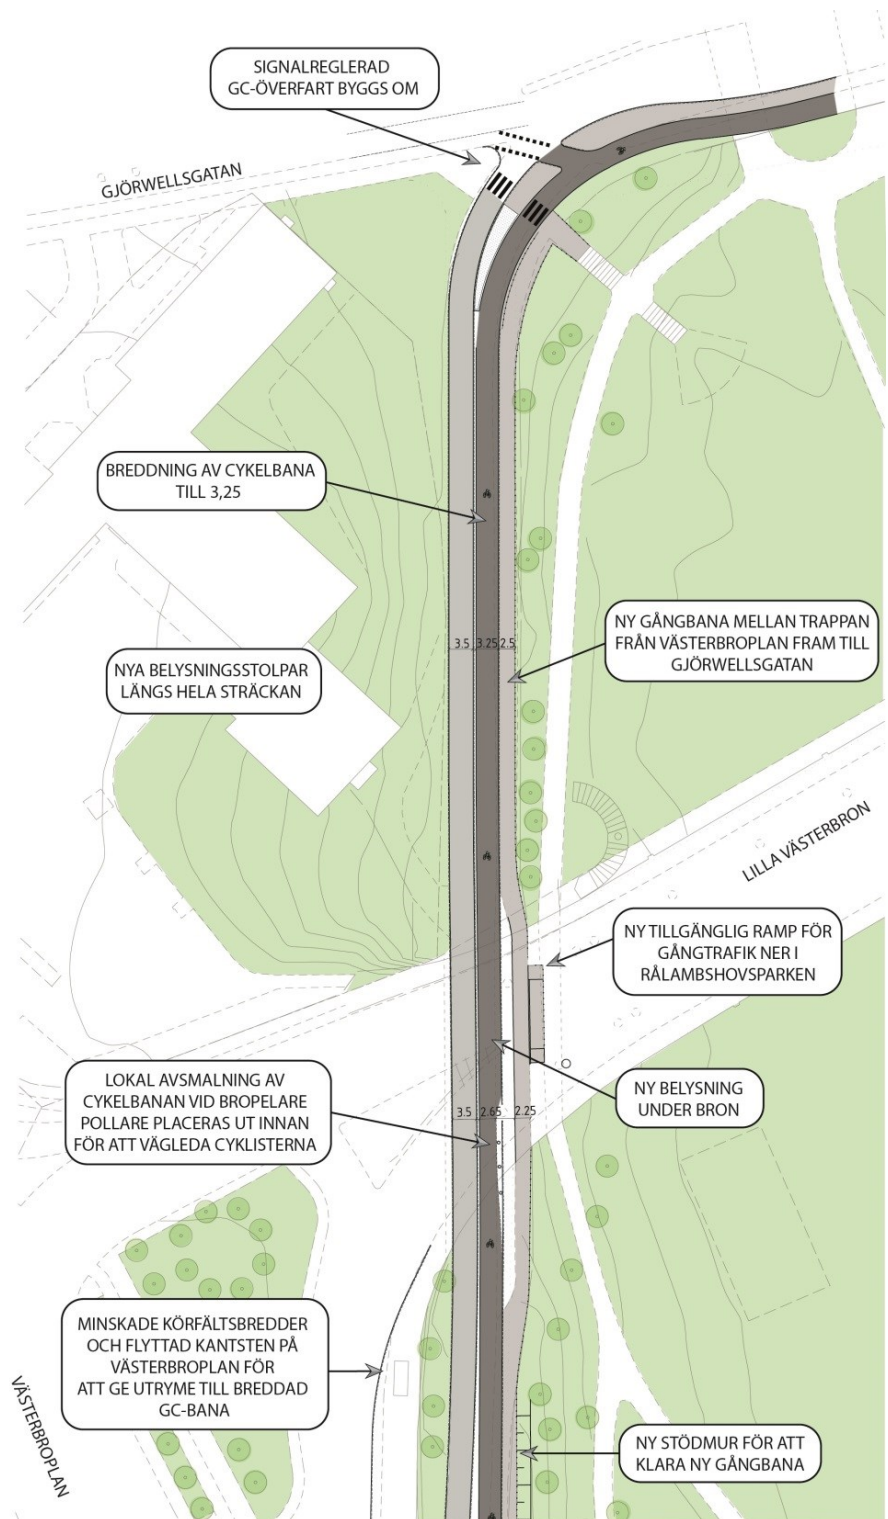 SIGNALREGLERAD
GC-ÖVERFART BYGGS OM
GJÖRWELLSGATAN
BREDDNING AV CYKELBANA
TILL 3,25
NY GÅNGBANA MELLAN TRAPPAN
FRÅN VÄSTERBROPLAN FRAM TILL
GJÖRWELLSGATAN
3.5 3.25 2.5
NYA BELYSNINGSSTOLPAR
LÄNGS HELA STRÄCKAN
LILLA VÄSTERBRON
NY TILLGÄNGLIG RAMP FÖR
GÅNGTRAFIK NER I
RÅLAMBSHOVSPARKEN
LOKAL AVSMALNING AV
CYKELBANAN VID BROPELARE
POLLARE PLACERAS UT INNAN
FÖR ATT VÄGLEDA CYKLISTERNA
NY BELYSNING
UNDER BRON
3.5 2.65 2.25
MINSKADE KÖRFÄLTSBREDDER
OCH FLYTTAD KANTSTEN PÅ
VÄSTERBROPLAN FÖR
ATT GE UTRYME TILL BREDDAD
GC-BANA
VÄSTERBROPLAN
NY STÖDMUR FÖR ATT
KLARA NY GÅNGBANA